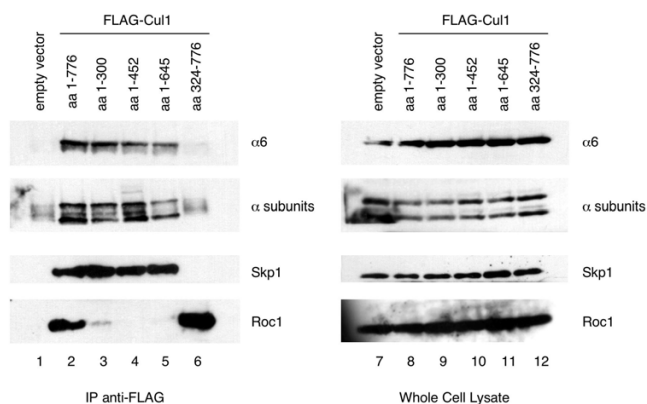 FLAG-Cul1
empty vector
aa 1-776
aa 1-300
aa 1-452
aa 1-645
aa 324-776
α6
α subunits
Skp1
Roc1
1 2 3 4 5 6
IP anti-FLAG
FLAG-Cul1
empty vector
aa 1-776
aa 1-300
aa 1-452
aa 1-645
aa 324-776
α6
α subunits
Skp1
Roc1
7 8 9 10 11 12
Whole Cell Lysate